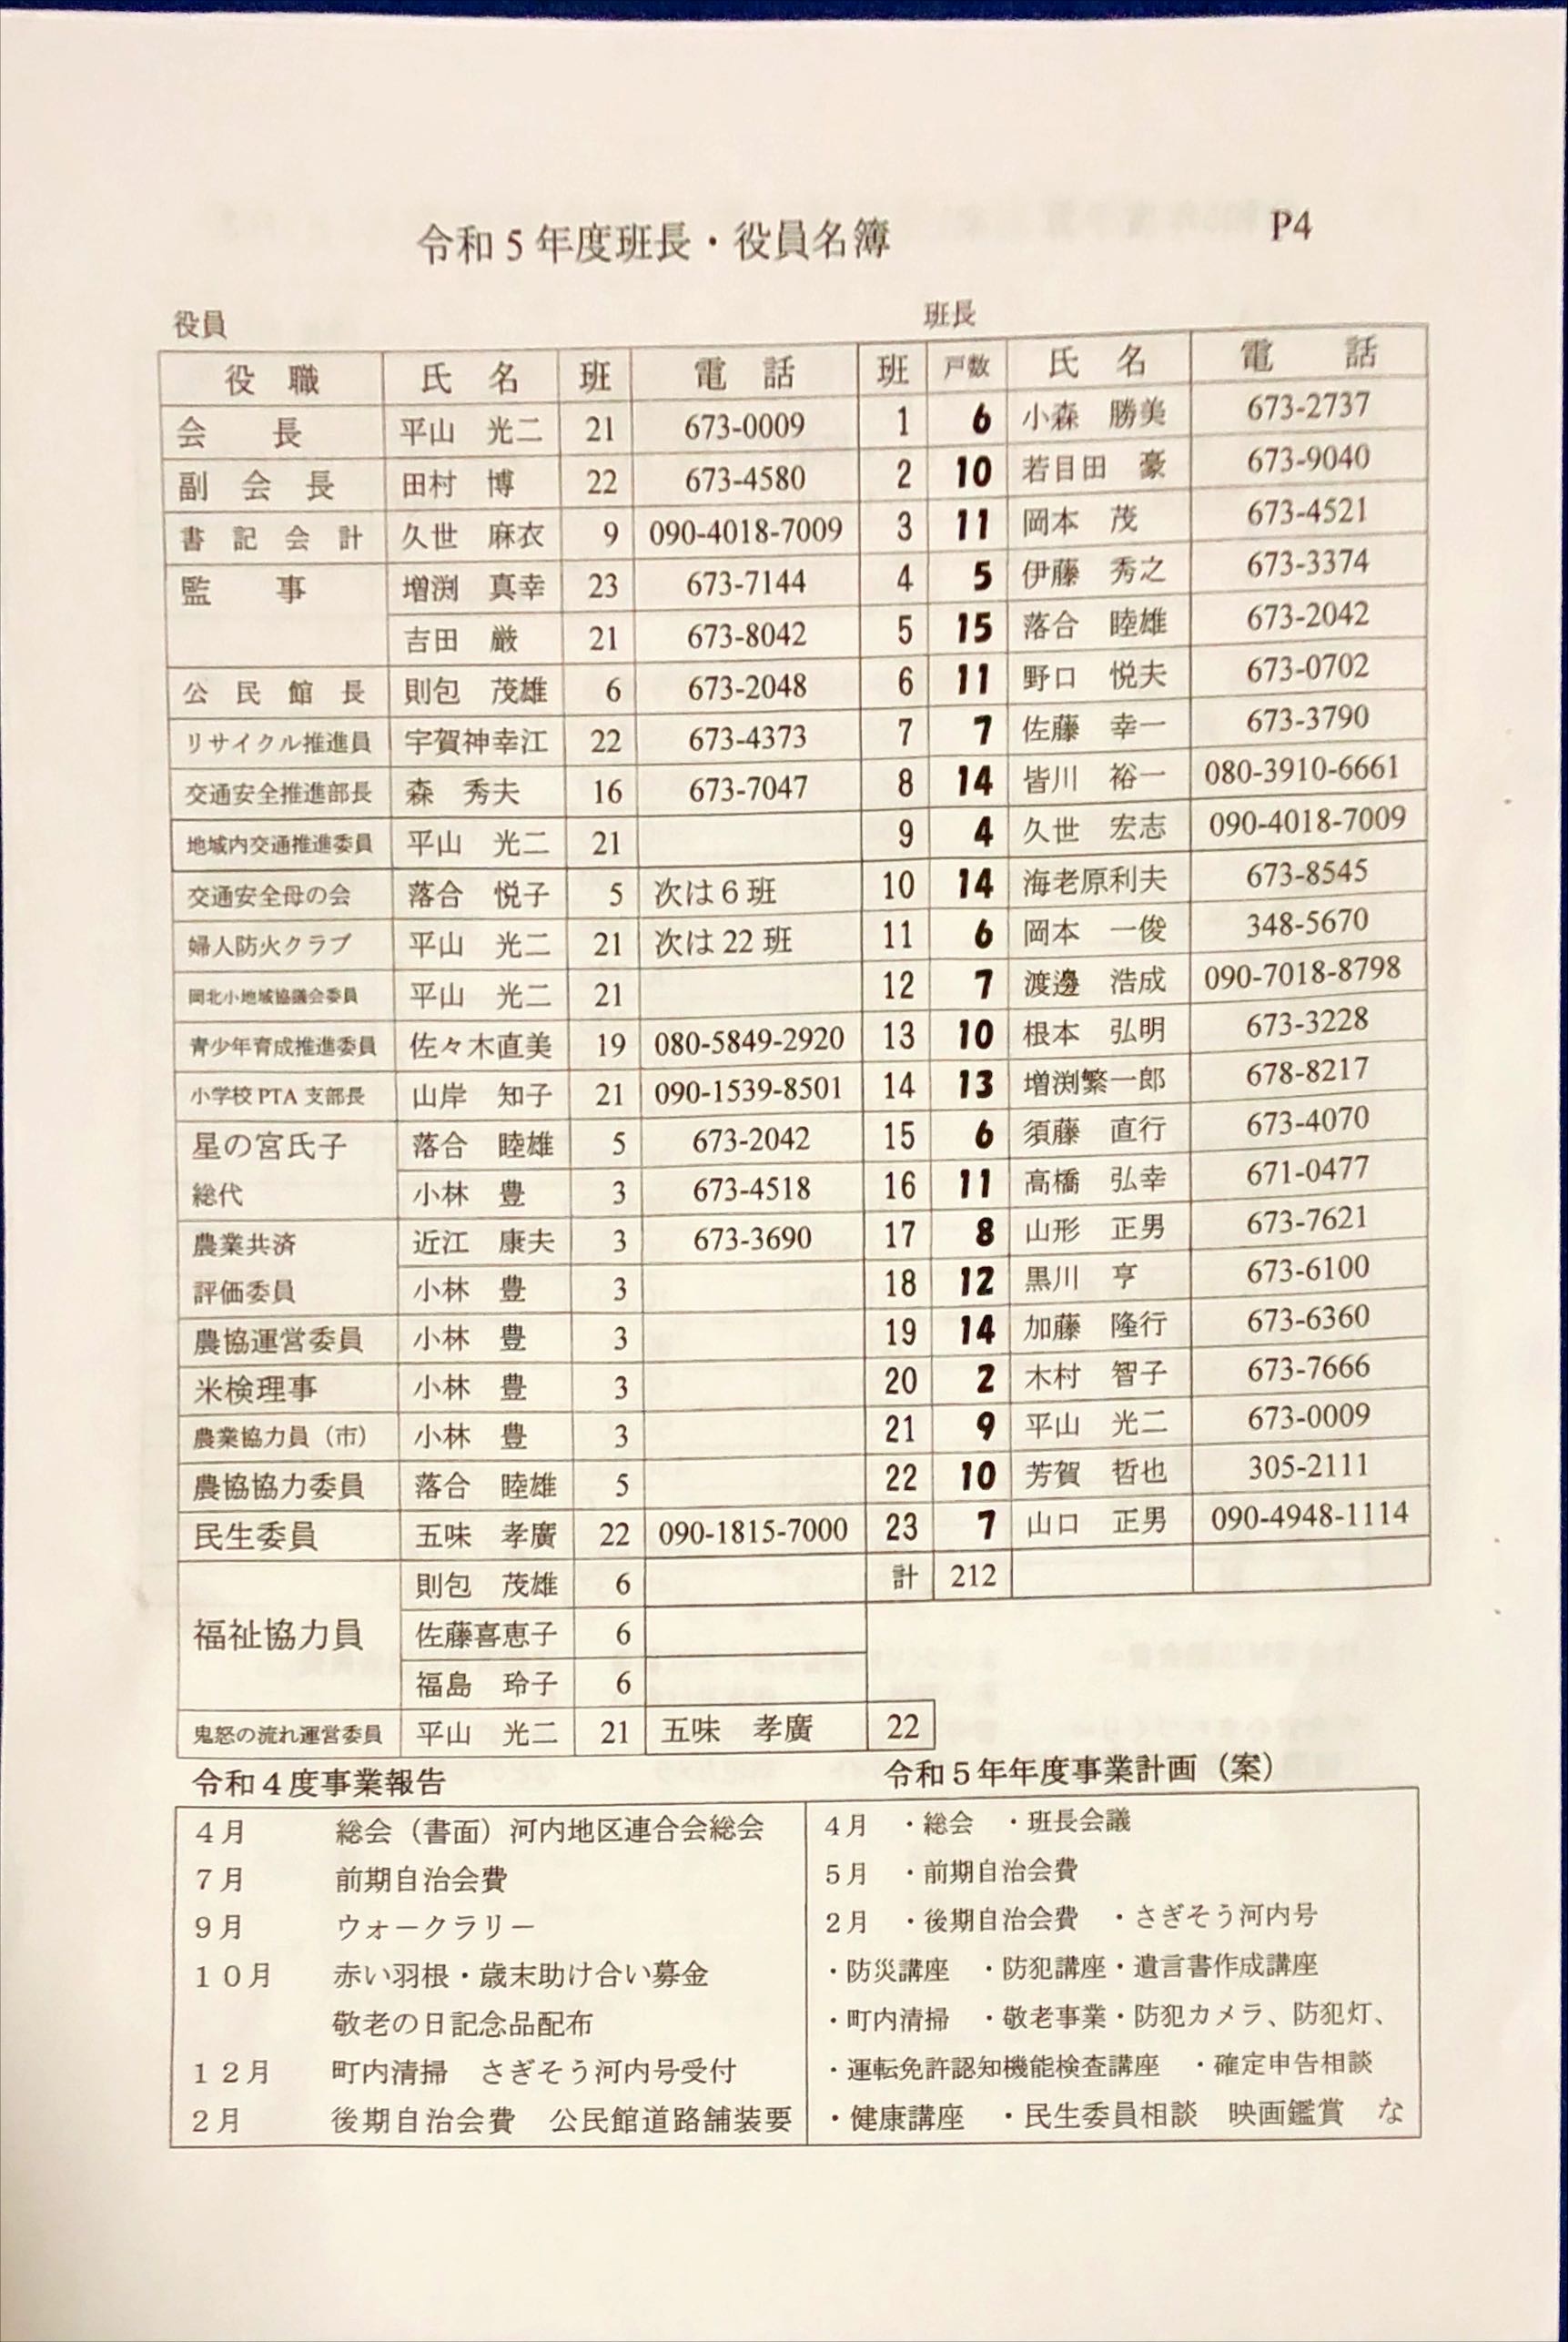 令和5年度班長・役員名簿 P4
役員 班長
役職 氏名 班 電話 班 戸数 氏名 電話
会長 平山 光二 21 673-0009 1 6 小森 勝美 673-2737
副会長 田村 博 22 673-4580 2 10 若目田 豪 673-9040
書記会計 久世 麻衣 9 090-4018-7009 3 11 岡本 茂 673-4521
監事 増渕 真幸 23 673-7144 4 5 伊藤 秀之 673-3374
吉田 厳 21 673-8042 5 15 落合 睦雄 673-2042
公民館長 則包 茂雄 6 673-2048 6 11 野口 悦夫 673-0702
リサイクル推進員 宇賀神幸江 22 673-4373 7 7 佐藤 幸一 673-3790
交通安全推進部長 森 秀夫 16 673-7047 8 14 皆川 裕一 080-3910-6661
地域内交通推進委員 平山 光二 21 9 4 久世 宏志 090-4018-7009
交通安全母の会 落合 悦子 5 次は6班 10 14 海老原利夫 673-8545
婦人防火クラブ 平山 光二 21 次は22班 11 6 岡本 一俊 348-5670
岡北小地域協議会委員 平山 光二 21 12 7 渡邊 浩成 090-7018-8798
青少年育成推進委員 佐々木直美 19 080-5849-2920 13 10 根本 弘明 673-3228
小学校PTA支部長 山岸 知子 21 090-1539-8501 14 13 増渕繁一郎 678-8217
星の宮氏子 落合 睦雄 5 673-2042 15 6 須藤 直行 673-4070
総代 小林 豊 3 673-4518 16 11 高橋 弘幸 671-0477
農業共済 近江 康夫 3 673-3690 17 8 山形 正男 673-7621
評価委員 小林 豊 3 18 12 黒川 亨 673-6100
農協運営委員 小林 豊 3 19 14 加藤 隆行 673-6360
米検理事 小林 豊 3 20 2 木村 智子 673-7666
農業協力員（市） 小林 豊 3 21 9 平山 光二 673-0009
農協協力委員 落合 睦雄 5 22 10 芳賀 哲也 305-2111
民生委員 五味 孝廣 22 090-1815-7000 23 7 山口 正男 090-4948-1114
則包 茂雄 6 計 212
福祉協力員 佐藤喜恵子 6
福島 玲子 6
鬼怒の流れ運営委員 平山 光二 21 五味 孝廣 22
令和4度事業報告
4月 総会（書面）河内地区連合会総会
7月 前期自治会費
9月 ウォークラリー
10月 赤い羽根・歳末助け合い募金
敬老の日記念品配布
12月 町内清掃 さぎそう河内号受付
2月 後期自治会費 公民館道路舗装要
令和5年年度事業計画（案）
4月 ・総会 ・班長会議
5月 ・前期自治会費
2月 ・後期自治会費 ・さぎそう河内号
・防災講座 ・防犯講座・遺言書作成講座
・町内清掃 ・敬老事業・防犯カメラ、防犯灯、
・運転免許認知機能検査講座 ・確定申告相談
・健康講座 ・民生委員相談 映画鑑賞 な